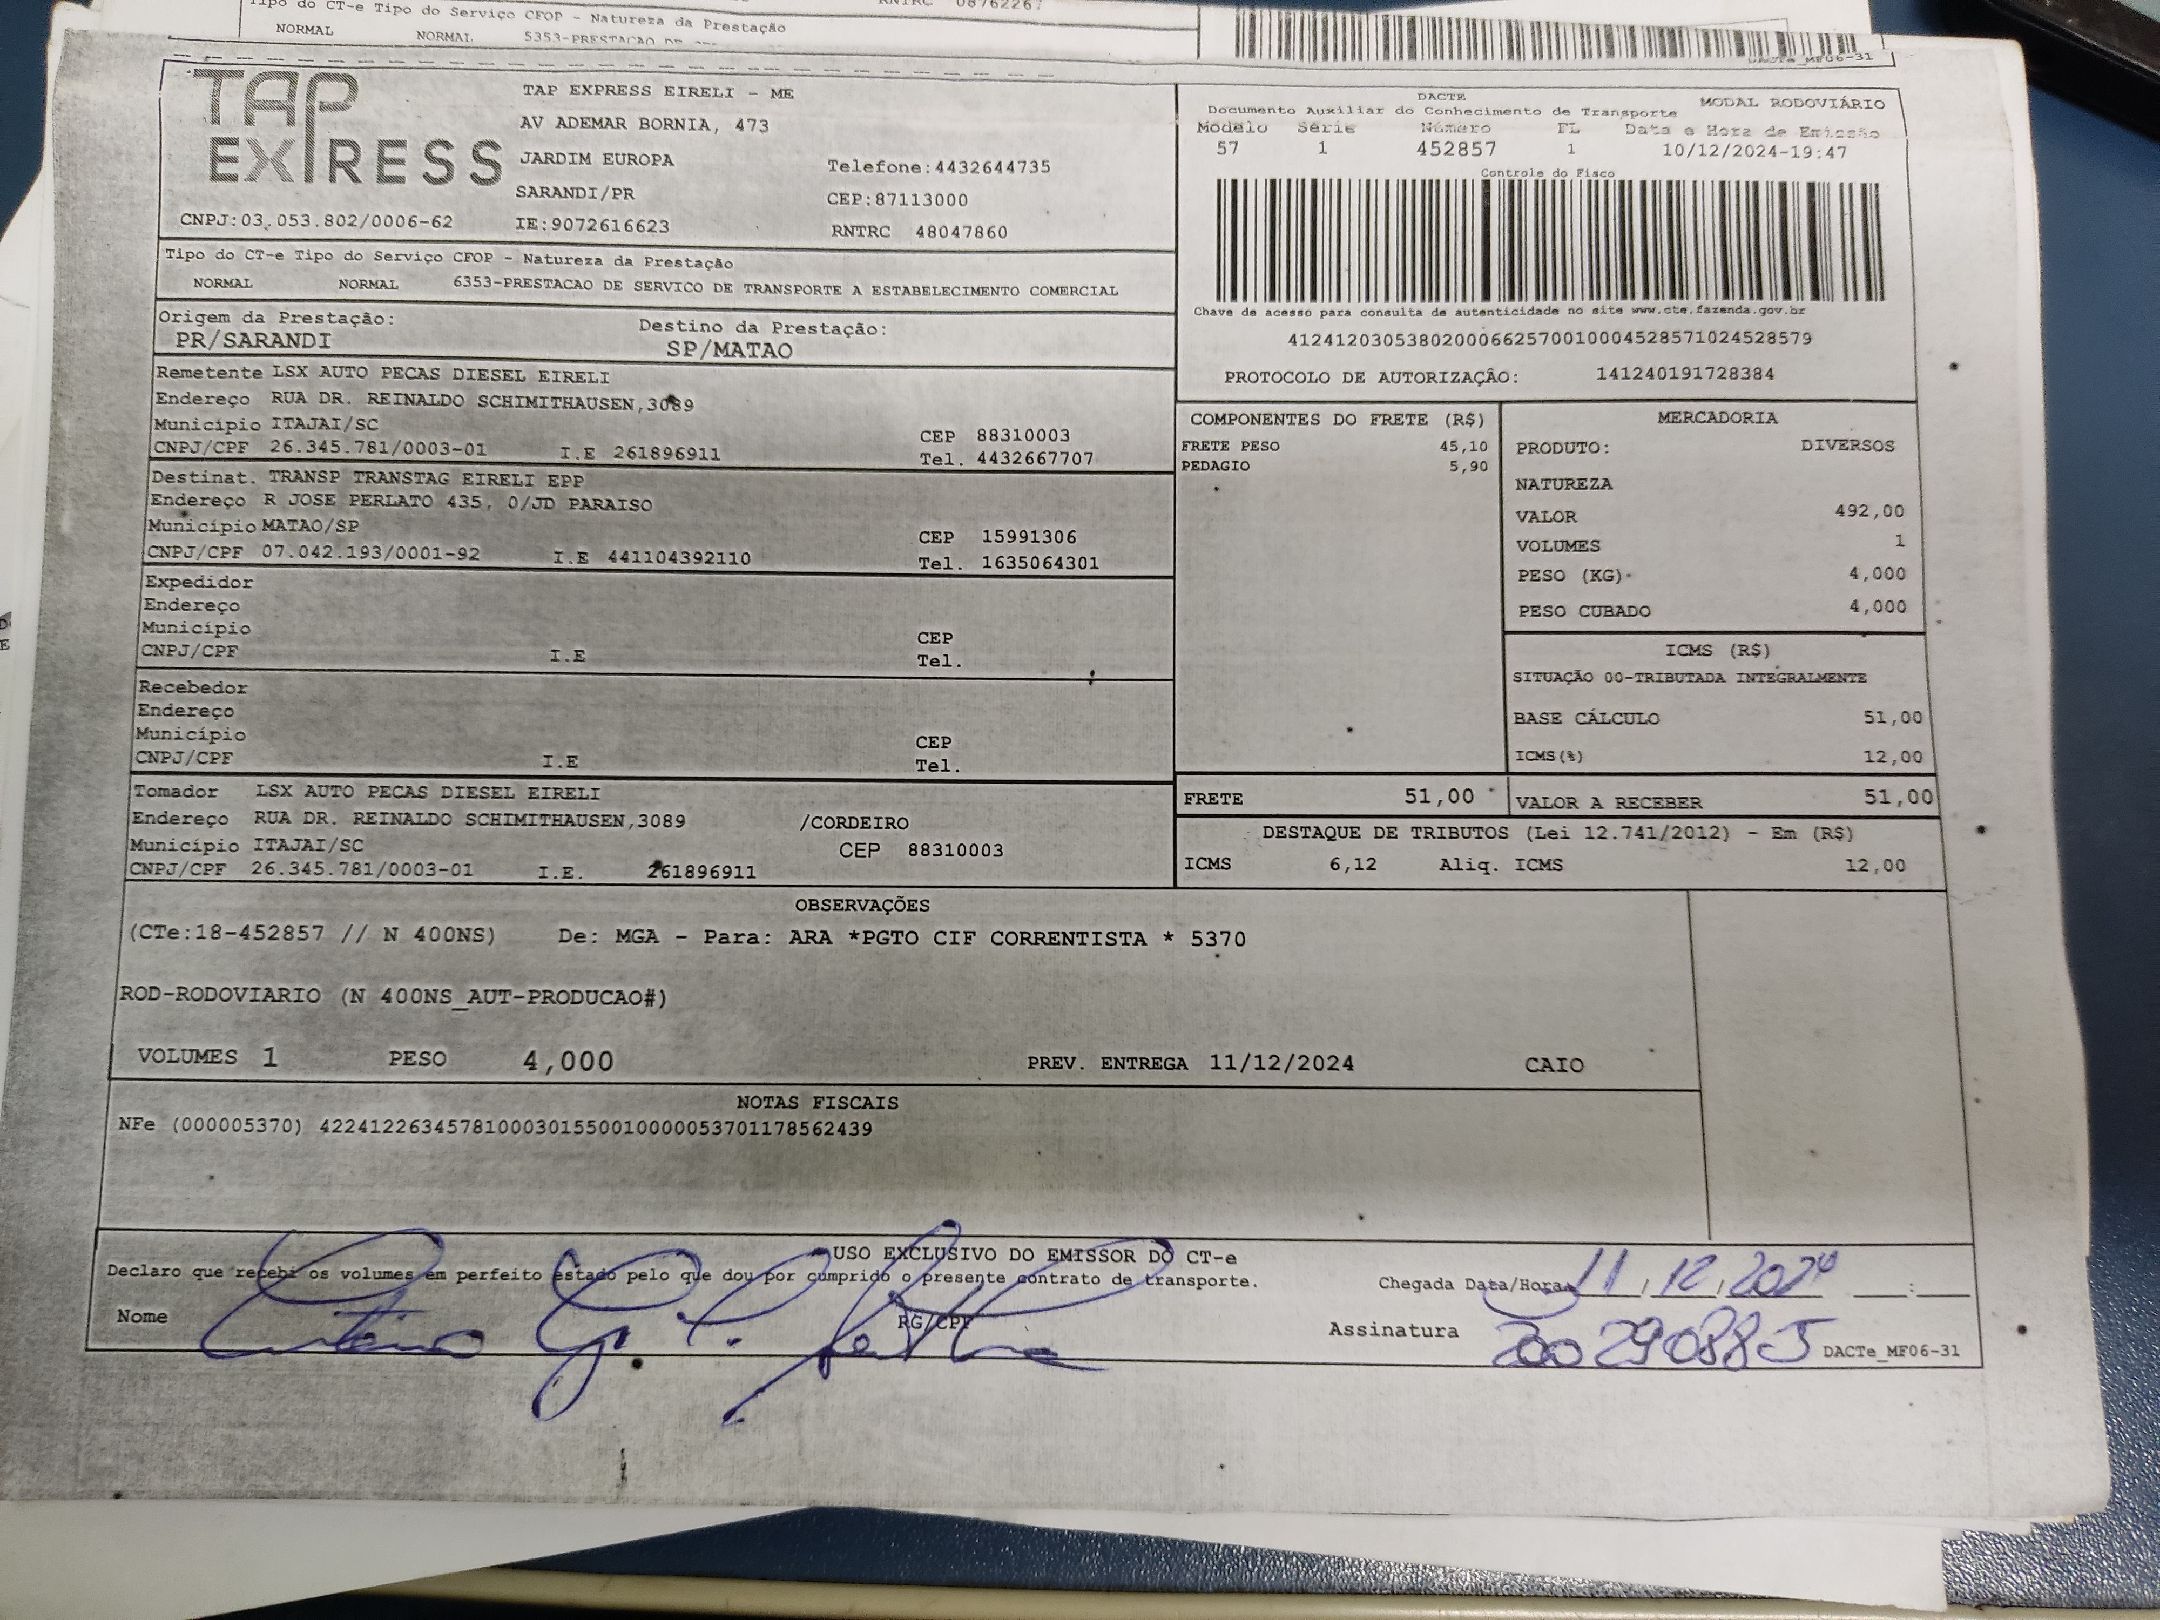 Tipo do CT-e Tipo do Serviço CFOP - Natureza da Prestação
NORMAL NORMAL 5353-PRESTACAO DE
RNTRC 08762267
DACTe_MF06-31
TAP EXPRESS
TAP EXPRESS EIRELI - ME
AV ADEMAR BORNIA, 473
JARDIM EUROPA
Telefone:4432644735
SARANDI/PR
CEP:87113000
CNPJ:03.053.802/0006-62
IE:9072616623
RNTRC 48047860
DACTE
Documento Auxiliar do Conhecimento de Transporte
MODAL RODOVIÁRIO
Modelo Série Número FL Data e Hora de Emissão
57 1 452857 1 10/12/2024-19:47
Controle do Fisco
Chave de acesso para consulta de autenticidade no site www.cte.fazenda.gov.br
41241203053802000662570010004528571024528579
PROTOCOLO DE AUTORIZAÇÃO: 141240191728384
Tipo do CT-e Tipo do Serviço CFOP - Natureza da Prestação
NORMAL NORMAL 6353-PRESTACAO DE SERVICO DE TRANSPORTE A ESTABELECIMENTO COMERCIAL
Origem da Prestação: Destino da Prestação:
PR/SARANDI SP/MATAO
Remetente LSX AUTO PECAS DIESEL EIRELI
Endereço RUA DR. REINALDO SCHIMITHAUSEN,3089
Município ITAJAI/SC CEP 88310003
CNPJ/CPF 26.345.781/0003-01 I.E 261896911 Tel. 4432667707
Destinat. TRANSP TRANSTAG EIRELI EPP
Endereço R JOSE PERLATO 435, 0/JD PARAISO
Município MATAO/SP CEP 15991306
CNPJ/CPF 07.042.193/0001-92 I.E 441104392110 Tel. 1635064301
Expedidor
Endereço
Município CEP
CNPJ/CPF I.E Tel.
Recebedor
Endereço
Município CEP
CNPJ/CPF I.E Tel.
Tomador LSX AUTO PECAS DIESEL EIRELI
Endereço RUA DR. REINALDO SCHIMITHAUSEN,3089 /CORDEIRO
Município ITAJAI/SC CEP 88310003
CNPJ/CPF 26.345.781/0003-01 I.E. 261896911
COMPONENTES DO FRETE (R$)
FRETE PESO 45,10
PEDAGIO 5,90
MERCADORIA
PRODUTO: DIVERSOS
NATUREZA
VALOR 492,00
VOLUMES 1
PESO (KG) 4,000
PESO CUBADO 4,000
ICMS (R$)
SITUAÇÃO 00-TRIBUTADA INTEGRALMENTE
BASE CÁLCULO 51,00
ICMS(%) 12,00
FRETE 51,00
VALOR A RECEBER 51,00
DESTAQUE DE TRIBUTOS (Lei 12.741/2012) - Em (R$)
ICMS 6,12 Aliq. ICMS 12,00
OBSERVAÇÕES
(CTe:18-452857 // N 400NS) De: MGA - Para: ARA *PGTO CIF CORRENTISTA * 5370
ROD-RODOVIARIO (N 400NS_AUT-PRODUCAO#)
VOLUMES 1 PESO 4,000 PREV. ENTREGA 11/12/2024 CAIO
NOTAS FISCAIS
NFe (000005370) 42241226345781000301550010000053701178562439
USO EXCLUSIVO DO EMISSOR DO CT-e
Declaro que recebi os volumes em perfeito estado pelo que dou por cumprido o presente contrato de transporte.
Chegada Data/Hora 11/12/2024 :
Nome RG/CPF Assinatura
DACTe_MF06-31